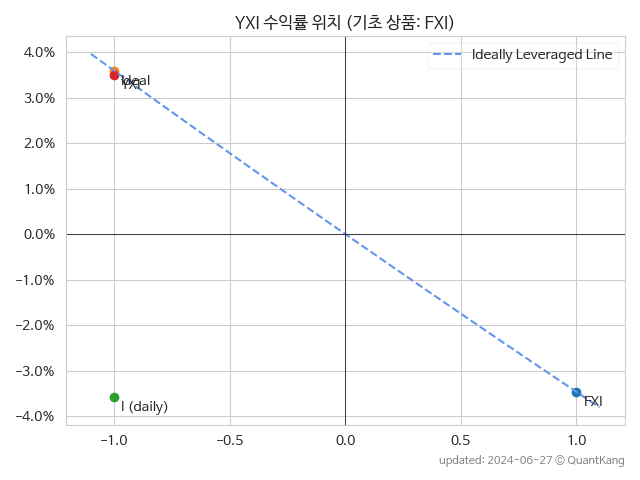 YXI 수익률 위치 (기초 상품: FXI)
4.0%
3.0%
2.0%
1.0%
0.0%
−1.0%
−2.0%
−3.0%
−4.0%
Ideally Leveraged Line
Ideal
YXI
I (daily)
FXI
−1.0
−0.5
0.0
0.5
1.0
updated: 2024-06-27 © QuantKang